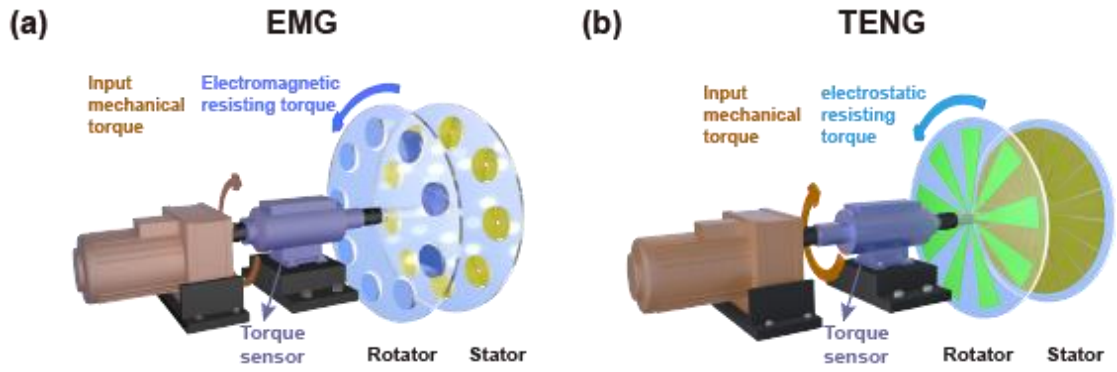 (a) EMG
Input
mechanical
torque
Electromagnetic
resisting torque
Torque
sensor
Rotator
Stator
(b) TENG
Input
mechanical
torque
electrostatic
resisting
torque
Torque
sensor
Rotator
Stator